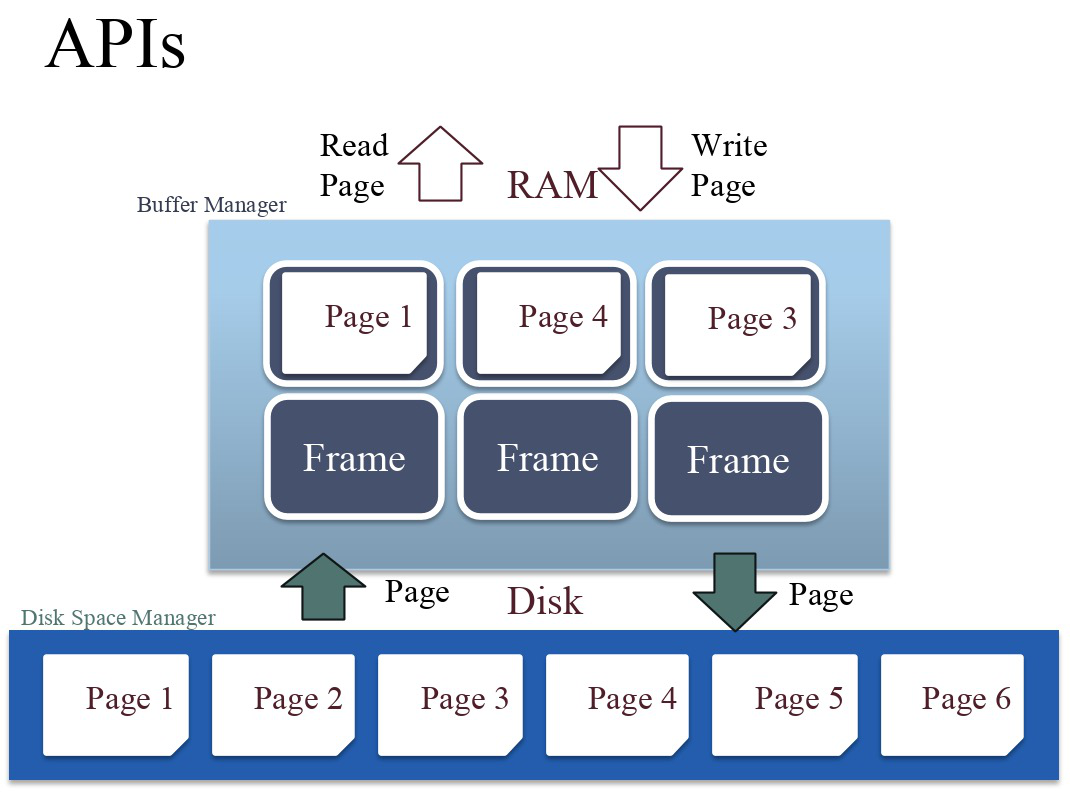 APIs
Read
Page
RAM
Write
Page
Buffer Manager
Page 1
Page 4
Page 3
Frame
Frame
Frame
Page
Disk
Page
Disk Space Manager
Page 1
Page 2
Page 3
Page 4
Page 5
Page 6